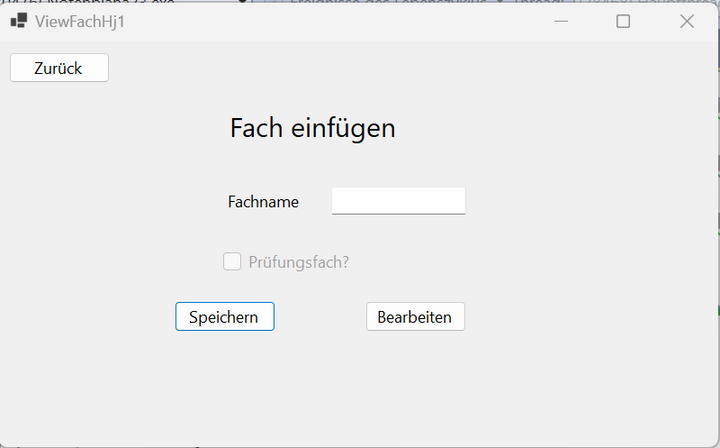 ViewFachHj1
Zurück
Fach einfügen
Fachname
Prüfungsfach?
Speichern
Bearbeiten